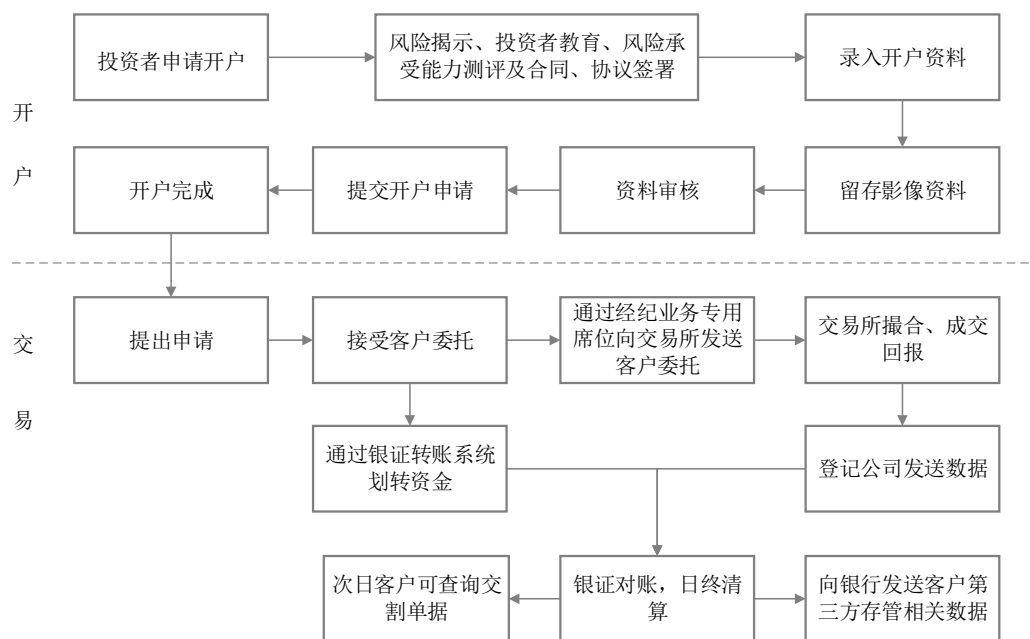 开
户
投资者申请开户
风险揭示、投资者教育、风险承
受能力测评及合同、协议签署
录入开户资料
开户完成
提交开户申请
资料审核
留存影像资料
交
易
提出申请
接受客户委托
通过经纪业务专用
席位向交易所发送
客户委托
交易所撮合、成交
回报
通过银证转账系统
划转资金
登记公司发送数据
次日客户可查询交
割单据
银证对账，日终清
算
向银行发送客户第
三方存管相关数据